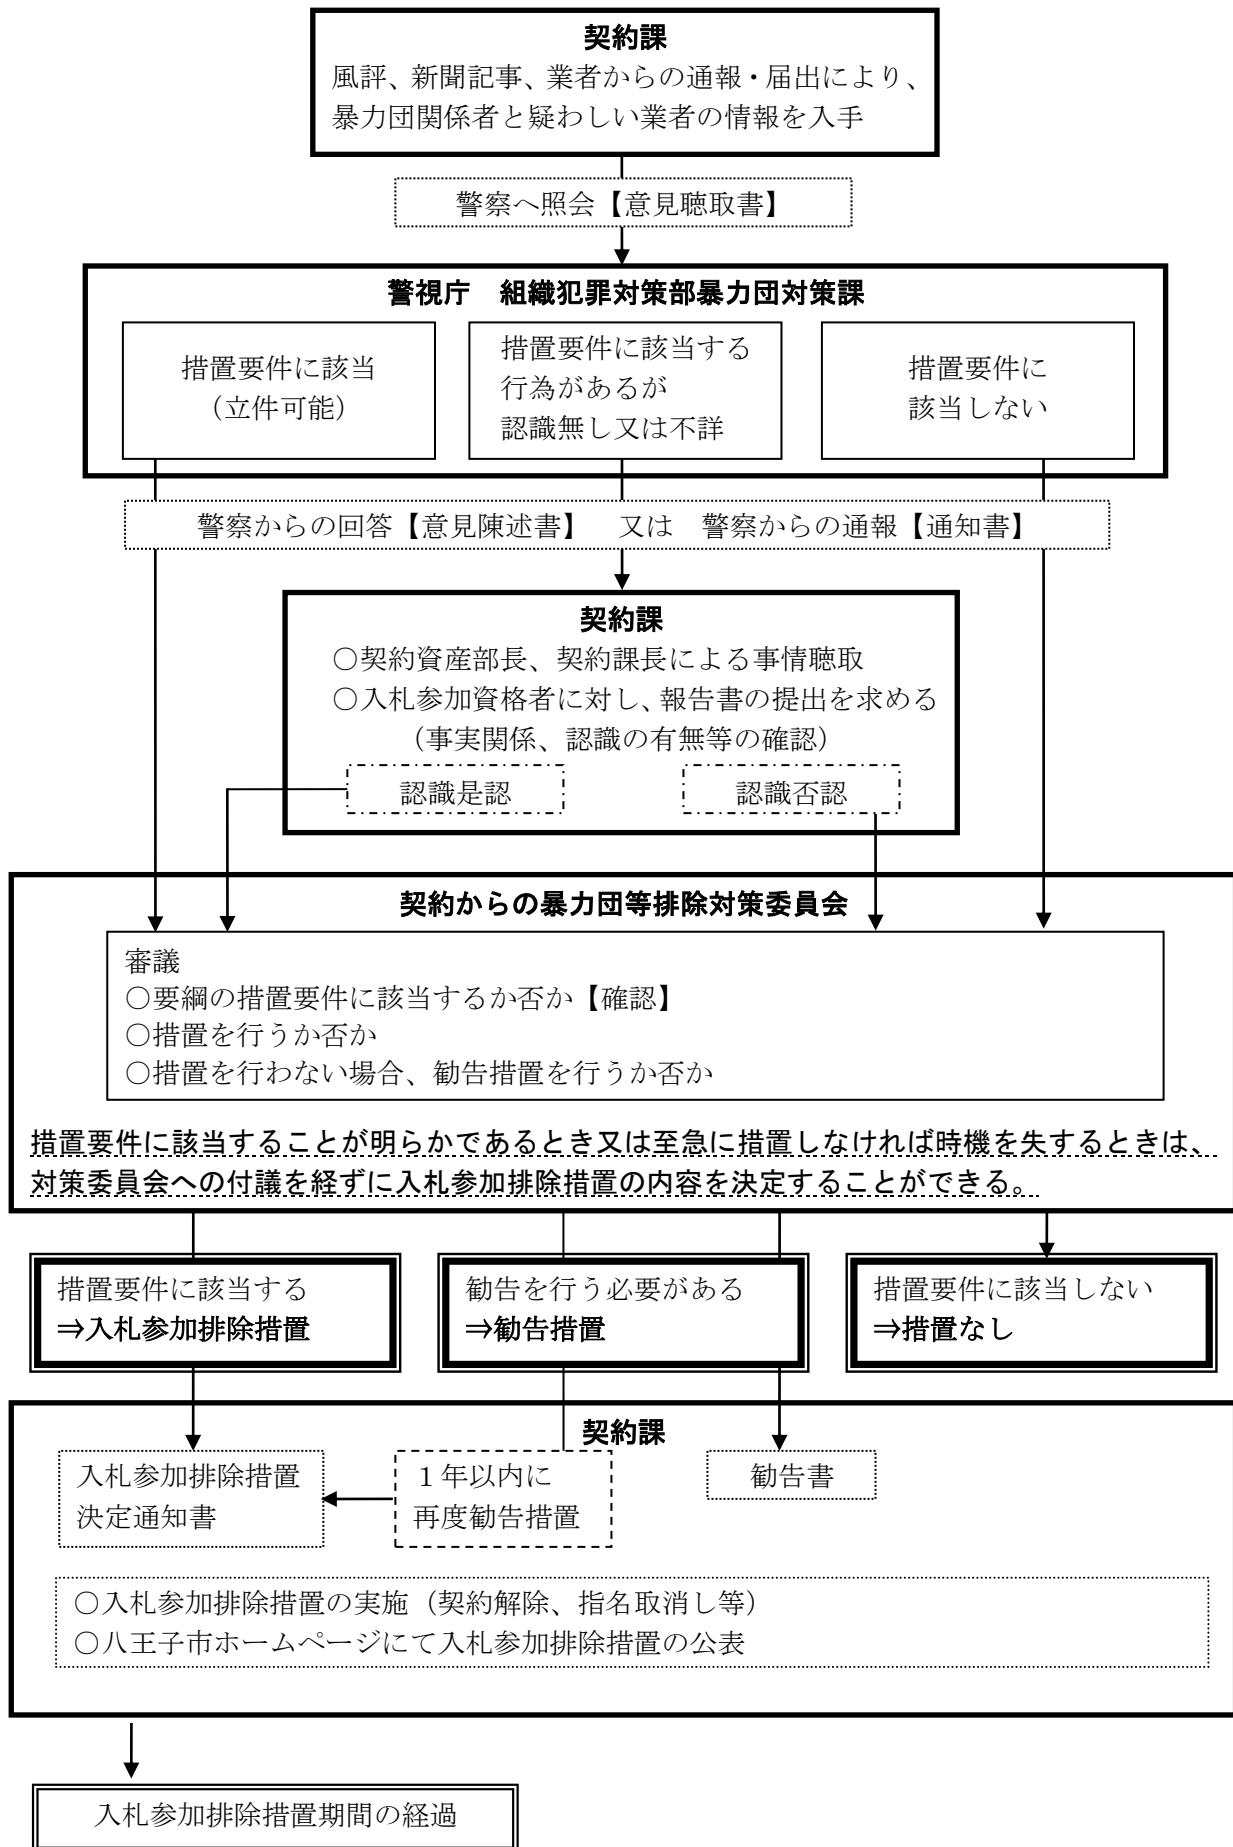 契約課
風評、新聞記事、業者からの通報・届出により、
暴力団関係者と疑わしい業者の情報を入手
警察へ照会【意見聴取書】
警視庁　組織犯罪対策部暴力団対策課
措置要件に該当
（立件可能）
措置要件に該当する
行為があるが
認識無し又は不詳
措置要件に
該当しない
警察からの回答【意見陳述書】　又は　警察からの通報【通知書】
契約課
○契約資産部長、契約課長による事情聴取
○入札参加資格者に対し、報告書の提出を求める
（事実関係、認識の有無等の確認）
認識是認
認識否認
契約からの暴力団等排除対策委員会
審議
○要綱の措置要件に該当するか否か【確認】
○措置を行うか否か
○措置を行わない場合、勧告措置を行うか否か
措置要件に該当することが明らかであるとき又は至急に措置しなければ時機を失するときは、
対策委員会への付議を経ずに入札参加排除措置の内容を決定することができる。
措置要件に該当する
⇒入札参加排除措置
勧告を行う必要がある
⇒勧告措置
措置要件に該当しない
⇒措置なし
契約課
入札参加排除措置
決定通知書
１年以内に
再度勧告措置
勧告書
○入札参加排除措置の実施（契約解除、指名取消し等）
○八王子市ホームページにて入札参加排除措置の公表
入札参加排除措置期間の経過